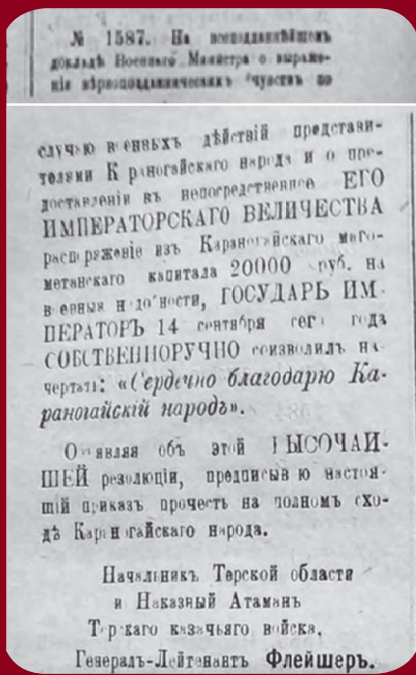 № 1587. На всеподданнѣйшемъ
докладѣ Военнаго Министра о выраже-
нiи вѣрноподданническихъ чувствъ по
случаю военныхъ дѣйствiй представи-
телями Караногайскаго народа и о пре-
доставленiи въ непосредственное ЕГО
ИМПЕРАТОРСКАГО ВЕЛИЧЕСТВА
распоряженiе изъ Караногайскаго маго-
метанскаго капитала 20000 руб. на
военныя надобности, ГОСУДАРЬ ИМ-
ПЕРАТОРЪ 14 сентября сего года
СОБСТВЕННОРУЧНО соизволилъ на-
чертать: «Сердечно благодарю Ка-
раногайскiй народъ».
Объявляя объ этой ВЫСОЧАЙ-
ШЕЙ резолюцiи, предписываю настоя-
щiй приказъ прочесть на полномъ схо-
дѣ Караногайскаго народа.
Начальникъ Терской области
и Наказный Атаманъ
Терскаго казачьяго войска,
Генералъ-Лейтенантъ Флейшеръ.